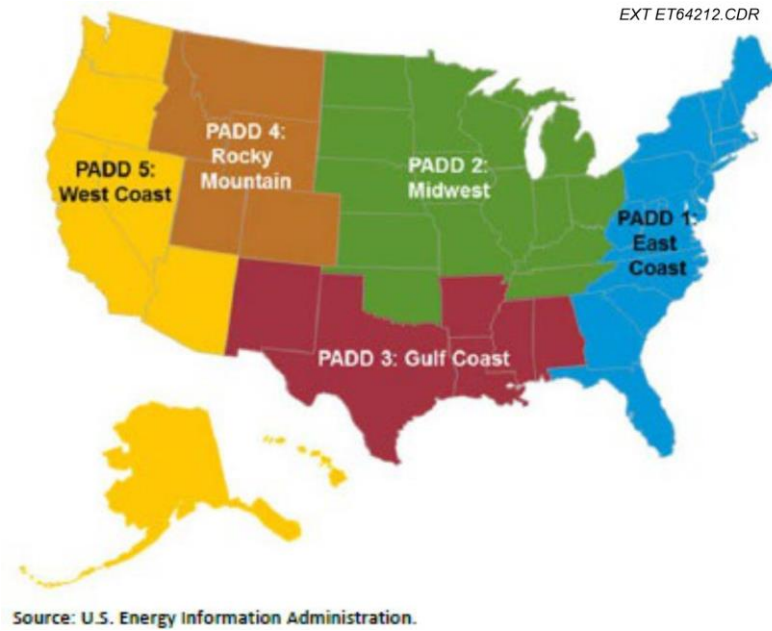 EXT ET64212.CDR
PADD 4:
Rocky
Mountain
PADD 5:
West Coast
PADD 2:
Midwest
PADD 1:
East
Coast
PADD 3: Gulf Coast
Source: U.S. Energy Information Administration.